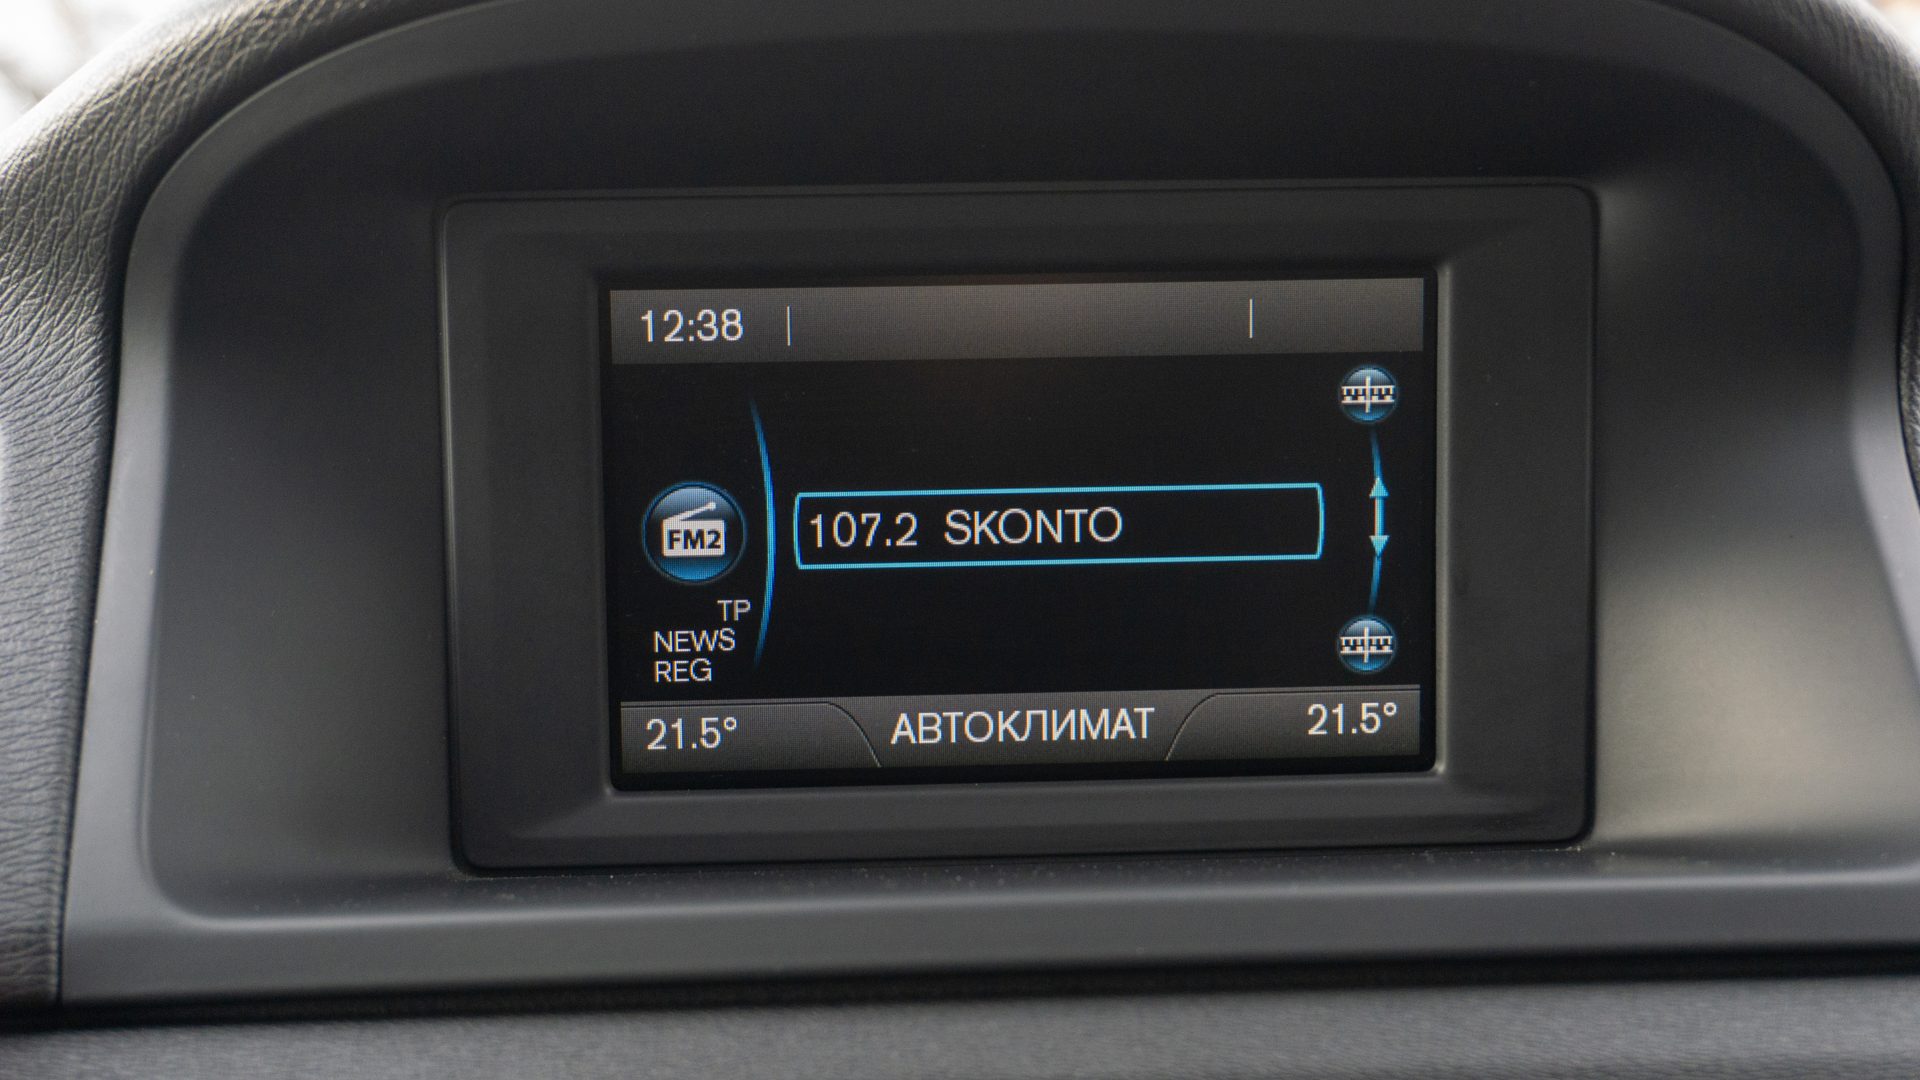 12:38
107.2 SKONTO
FM2
TP
NEWS
REG
21.5° АВТОКЛИМАТ 21.5°